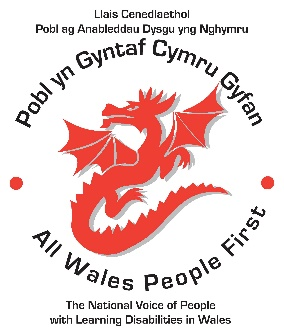 Llais Cenedlaethol
Pobl ag Anableddau Dysgu yng Nghymru
Pobl yn Gyntaf Cymru Gyfan
All Wales People First
The National Voice of People
with Learning Disabilities in Wales